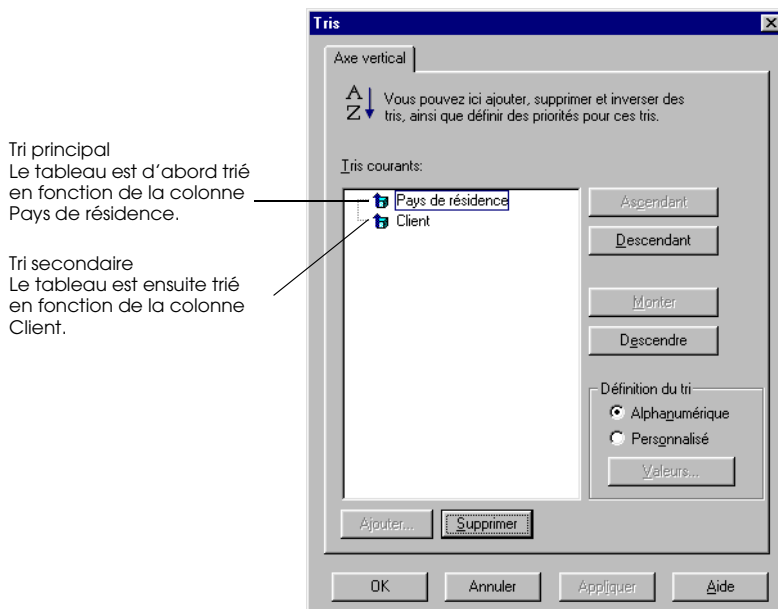 Tris
Axe vertical
A
Z
Vous pouvez ici ajouter, supprimer et inverser des
tris, ainsi que définir des priorités pour ces tris.
Tri principal
Le tableau est d'abord trié
en fonction de la colonne
Pays de résidence.
Tri secondaire
Le tableau est ensuite trié
en fonction de la colonne
Client.
Tris courants:
Pays de résidence
Client
Ascendant
Descendant
Monter
Descendre
Définition du tri
Alphanumérique
Personnalisé
Valeurs...
Ajouter...
Supprimer
OK
Annuler
Appliquer
Aide